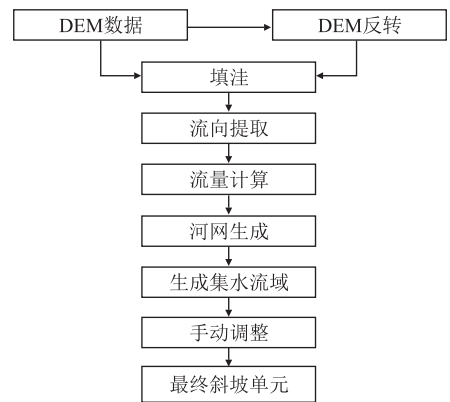 DEM数据
DEM反转
填洼
流向提取
流量计算
河网生成
生成集水流域
手动调整
最终斜坡单元